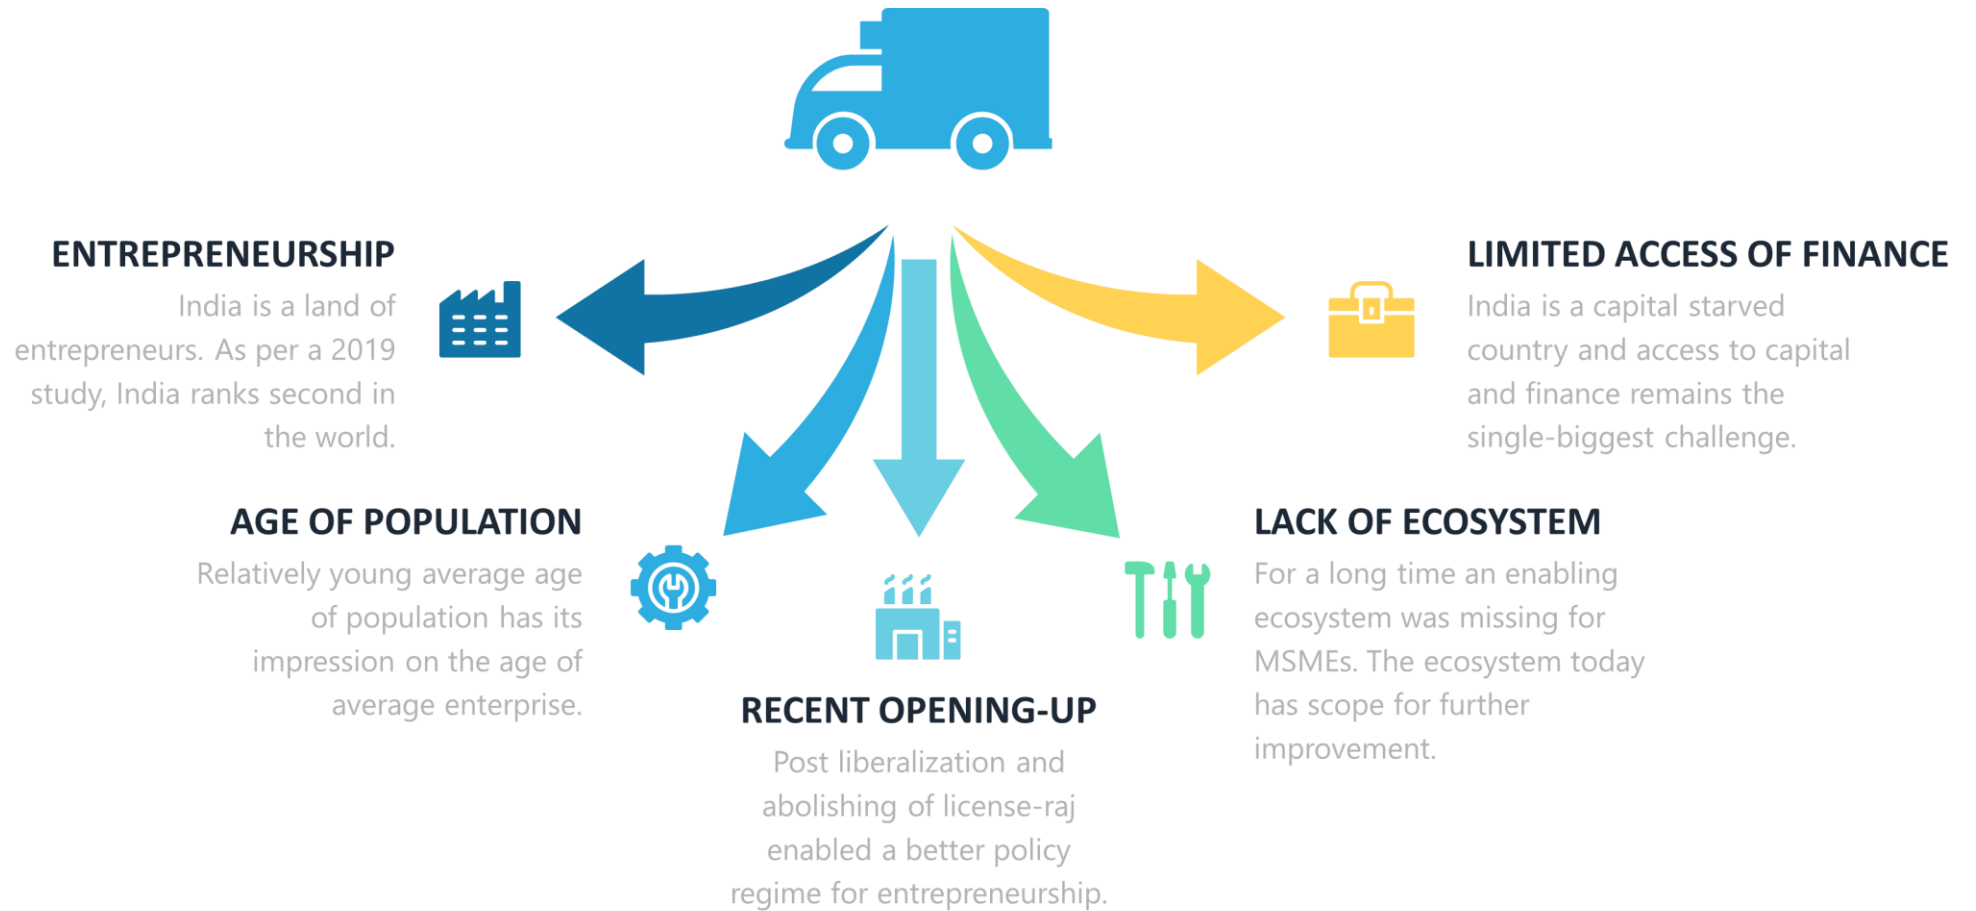 ENTREPRENEURSHIP
India is a land of
entrepreneurs. As per a 2019
study, India ranks second in
the world.
AGE OF POPULATION
Relatively young average age
of population has its
impression on the age of
average enterprise.
RECENT OPENING-UP
Post liberalization and
abolishing of license-raj
enabled a better policy
regime for entrepreneurship.
LACK OF ECOSYSTEM
For a long time an enabling
ecosystem was missing for
MSMEs. The ecosystem today
has scope for further
improvement.
LIMITED ACCESS OF FINANCE
India is a capital starved
country and access to capital
and finance remains the
single-biggest challenge.